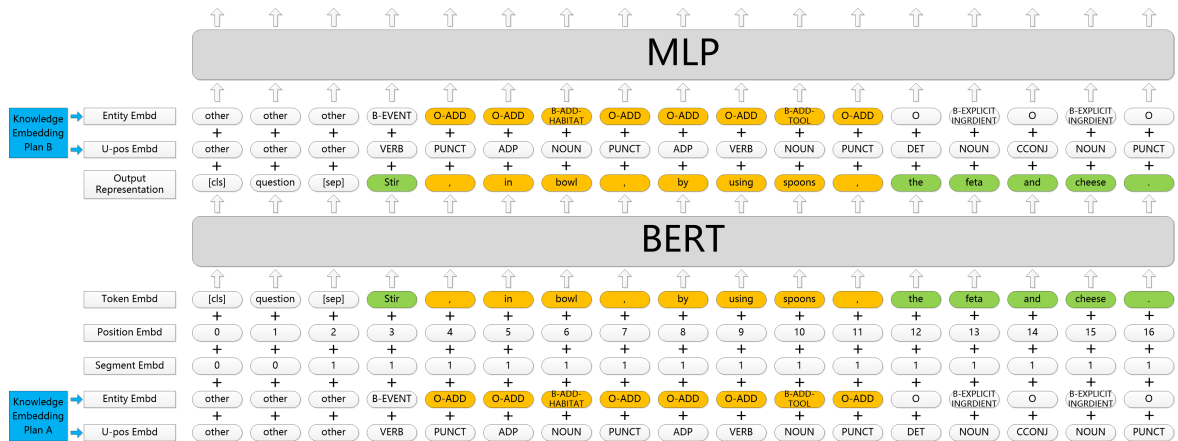 MLP
Knowledge Embedding Plan B
Entity Embd other other other B-EVENT O-ADD O-ADD B-ADD-HABITAT O-ADD O-ADD O-ADD B-ADD-TOOL O-ADD O B-EXPLICIT INGRDIENT O B-EXPLICIT INGRDIENT O
+ + + + + + + + + + + + + + + + +
U-pos Embd other other other VERB PUNCT ADP NOUN PUNCT ADP VERB NOUN PUNCT DET NOUN CCONJ NOUN PUNCT
+ + + + + + + + + + + + + + + + +
Output Representation [cls] question [sep] Stir , in bowl , by using spoons , the feta and cheese .
BERT
Token Embd [cls] question [sep] Stir , in bowl , by using spoons , the feta and cheese .
+ + + + + + + + + + + + + + + + +
Position Embd 0 1 2 3 4 5 6 7 8 9 10 11 12 13 14 15 16
+ + + + + + + + + + + + + + + + +
Segment Embd 0 0 1 1 1 1 1 1 1 1 1 1 1 1 1 1 1
+ + + + + + + + + + + + + + + + +
Knowledge Embedding Plan A
Entity Embd other other other B-EVENT O-ADD O-ADD B-ADD-HABITAT O-ADD O-ADD O-ADD B-ADD-TOOL O-ADD O B-EXPLICIT INGRDIENT O B-EXPLICIT INGRDIENT O
+ + + + + + + + + + + + + + + + +
U-pos Embd other other other VERB PUNCT ADP NOUN PUNCT ADP VERB NOUN PUNCT DET NOUN CCONJ NOUN PUNCT